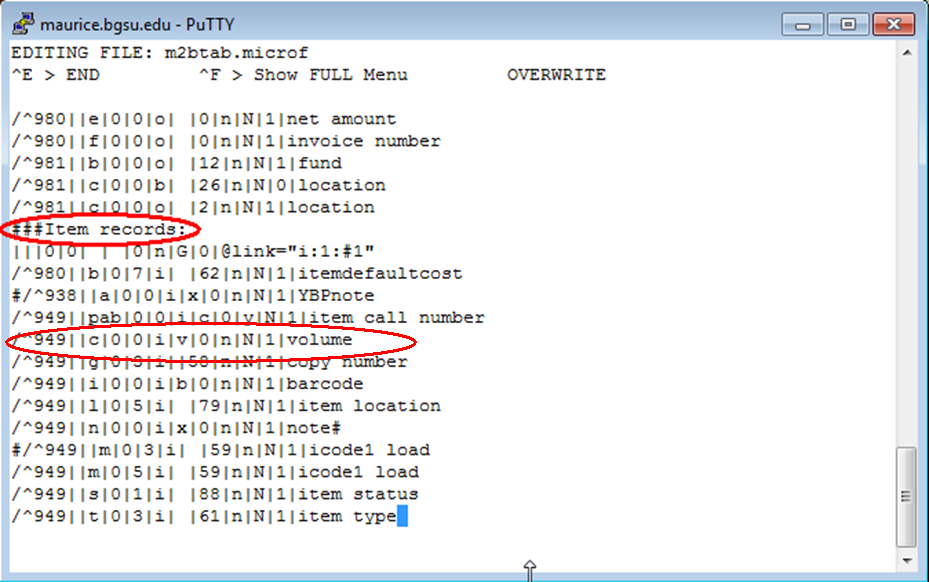 maurice.bgsu.edu - PuTTY
EDITING FILE: m2btab.microf
^E > END ^F > Show FULL Menu OVERWRITE
/^980||e|0|0|o| |0|n|N|1|net amount
/^980||f|0|0|o| |0|n|N|1|invoice number
/^981||b|0|0|o| |12|n|N|1|fund
/^981||c|0|0|b| |26|n|N|0|location
/^981||c|0|0|o| |2|n|N|1|location
###Item records:
|||0|0| | |0|n|G|0|@link="i:1:#1"
/^980||b|0|7|i| |62|n|N|1|itemdefaultcost
#/^938||a|0|0|i|x|0|n|N|1|YBPnote
/^949||pab|0|0|i|c|0|y|N|1|item call number
/^949||c|0|0|i|v|0|n|N|1|volume
/^949||g|0|3|i||58|n|N|1|copy number
/^949||i|0|0|i|b|0|n|N|1|barcode
/^949||l|0|5|i| |79|n|N|1|item location
/^949||n|0|0|i|x|0|n|N|1|note#
#/^949||m|0|3|i| |59|n|N|1|icode1 load
/^949||m|0|5|i| |59|n|N|1|icode1 load
/^949||s|0|1|i| |88|n|N|1|item status
/^949||t|0|3|i| |61|n|N|1|item type